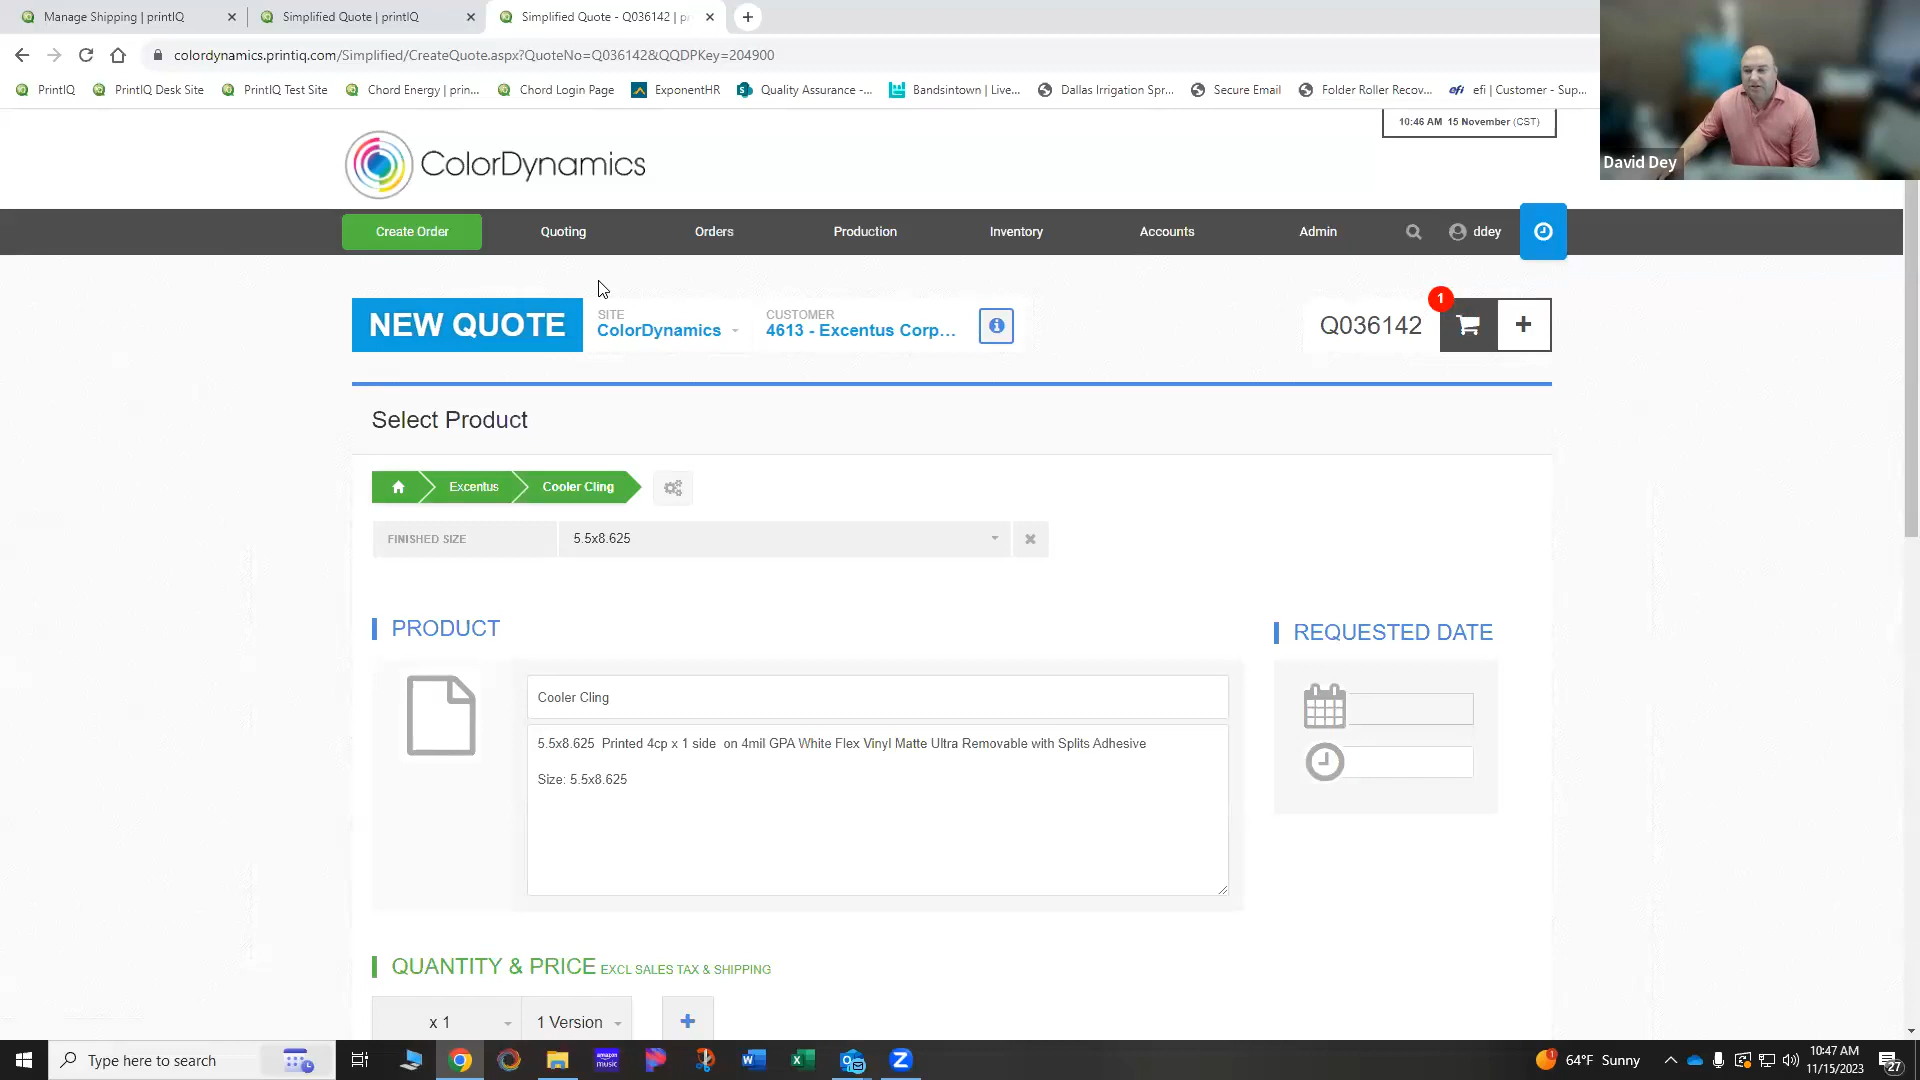 Manage Shipping | printIQ
Simplified Quote | printIQ
Simplified Quote - Q036142 | pr
colordynamics.printiq.com/Simplified/CreateQuote.aspx?QuoteNo=Q036142&QQDPKey=204900
PrintIQ
PrintIQ Desk Site
PrintIQ Test Site
Chord Energy | prin...
Chord Login Page
ExponentHR
Quality Assurance -...
Bandsintown | Live...
Dallas Irrigation Spr...
Secure Email
Folder Roller Recov...
efi efi | Customer - Sup...
David Dey
10:46 AM 15 November (CST)
ColorDynamics
Create Order
Quoting
Orders
Production
Inventory
Accounts
Admin
ddey
NEW QUOTE
SITE
ColorDynamics
CUSTOMER
4613 - Excentus Corp...
Q036142
1
Select Product
Excentus
Cooler Cling
FINISHED SIZE
5.5x8.625
PRODUCT
REQUESTED DATE
Cooler Cling
5.5x8.625 Printed 4cp x 1 side on 4mil GPA White Flex Vinyl Matte Ultra Removable with Splits Adhesive
Size: 5.5x8.625
QUANTITY & PRICE EXCL SALES TAX & SHIPPING
x 1
1 Version
Type here to search
amazon music
64°F Sunny
10:47 AM
11/15/2023
27